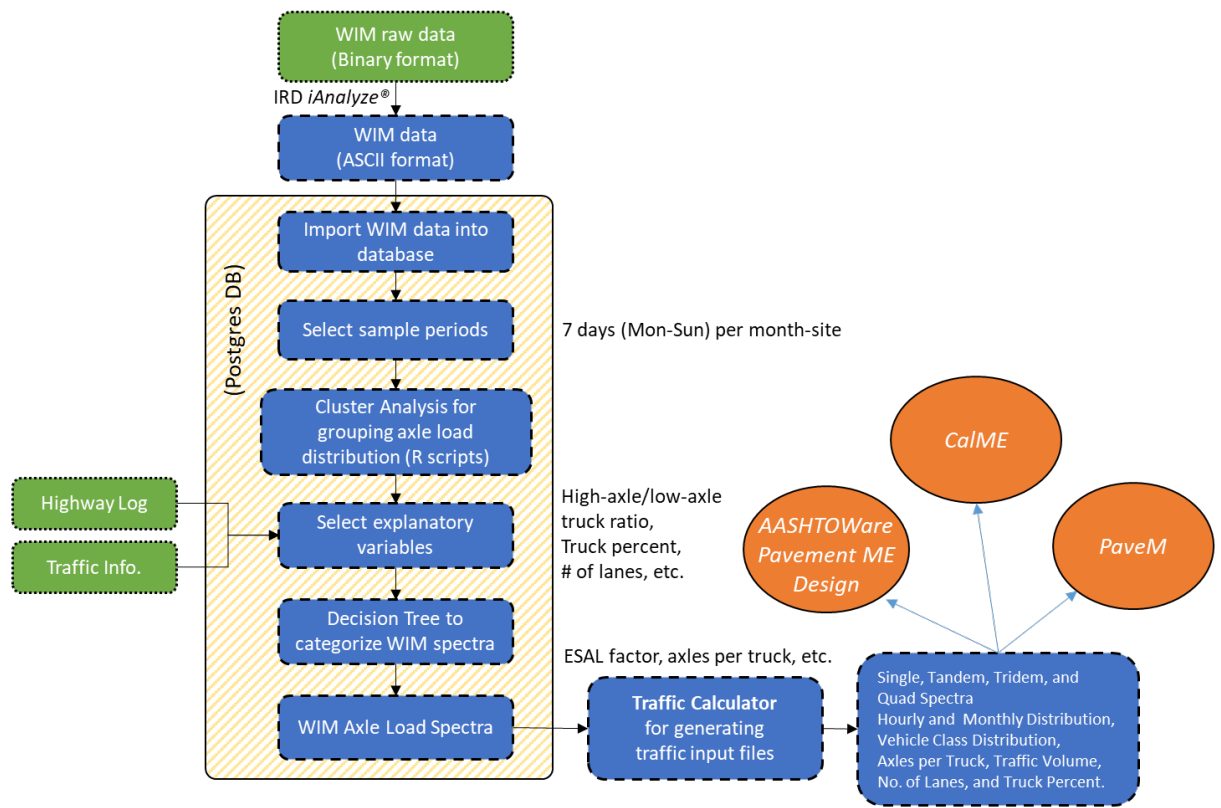 WIM raw data
(Binary format)
IRD iAnalyze®
WIM data
(ASCII format)
(Postgres DB)
Import WIM data into
database
Select sample periods
7 days (Mon-Sun) per month-site
Cluster Analysis for
grouping axle load
distribution (R scripts)
Highway Log
Traffic Info.
Select explanatory
variables
High-axle/low-axle
truck ratio,
Truck percent,
# of lanes, etc.
Decision Tree to
categorize WIM spectra
WIM Axle Load Spectra
ESAL factor, axles per truck, etc.
Traffic Calculator
for generating
traffic input files
Single, Tandem, Tridem, and
Quad Spectra
Hourly and Monthly Distribution,
Vehicle Class Distribution,
Axles per Truck, Traffic Volume,
No. of Lanes, and Truck Percent.
AASHTOWare
Pavement ME
Design
CalME
PaveM